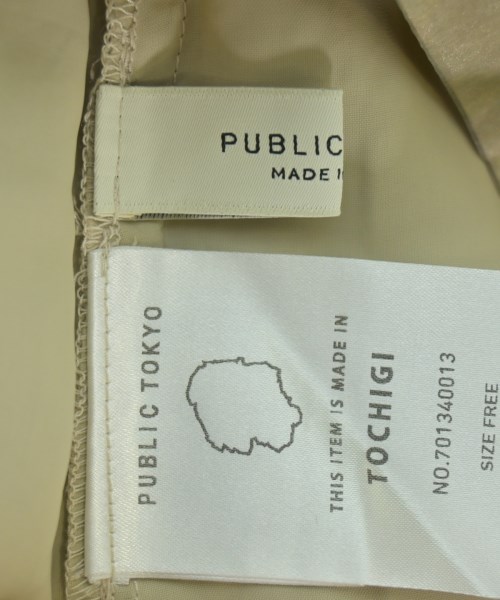 PUBLIC
MADE
PUBLIC TOKYO
THIS ITEM IS MADE IN
TOCHIGI
NO.701340013
SIZE FREE